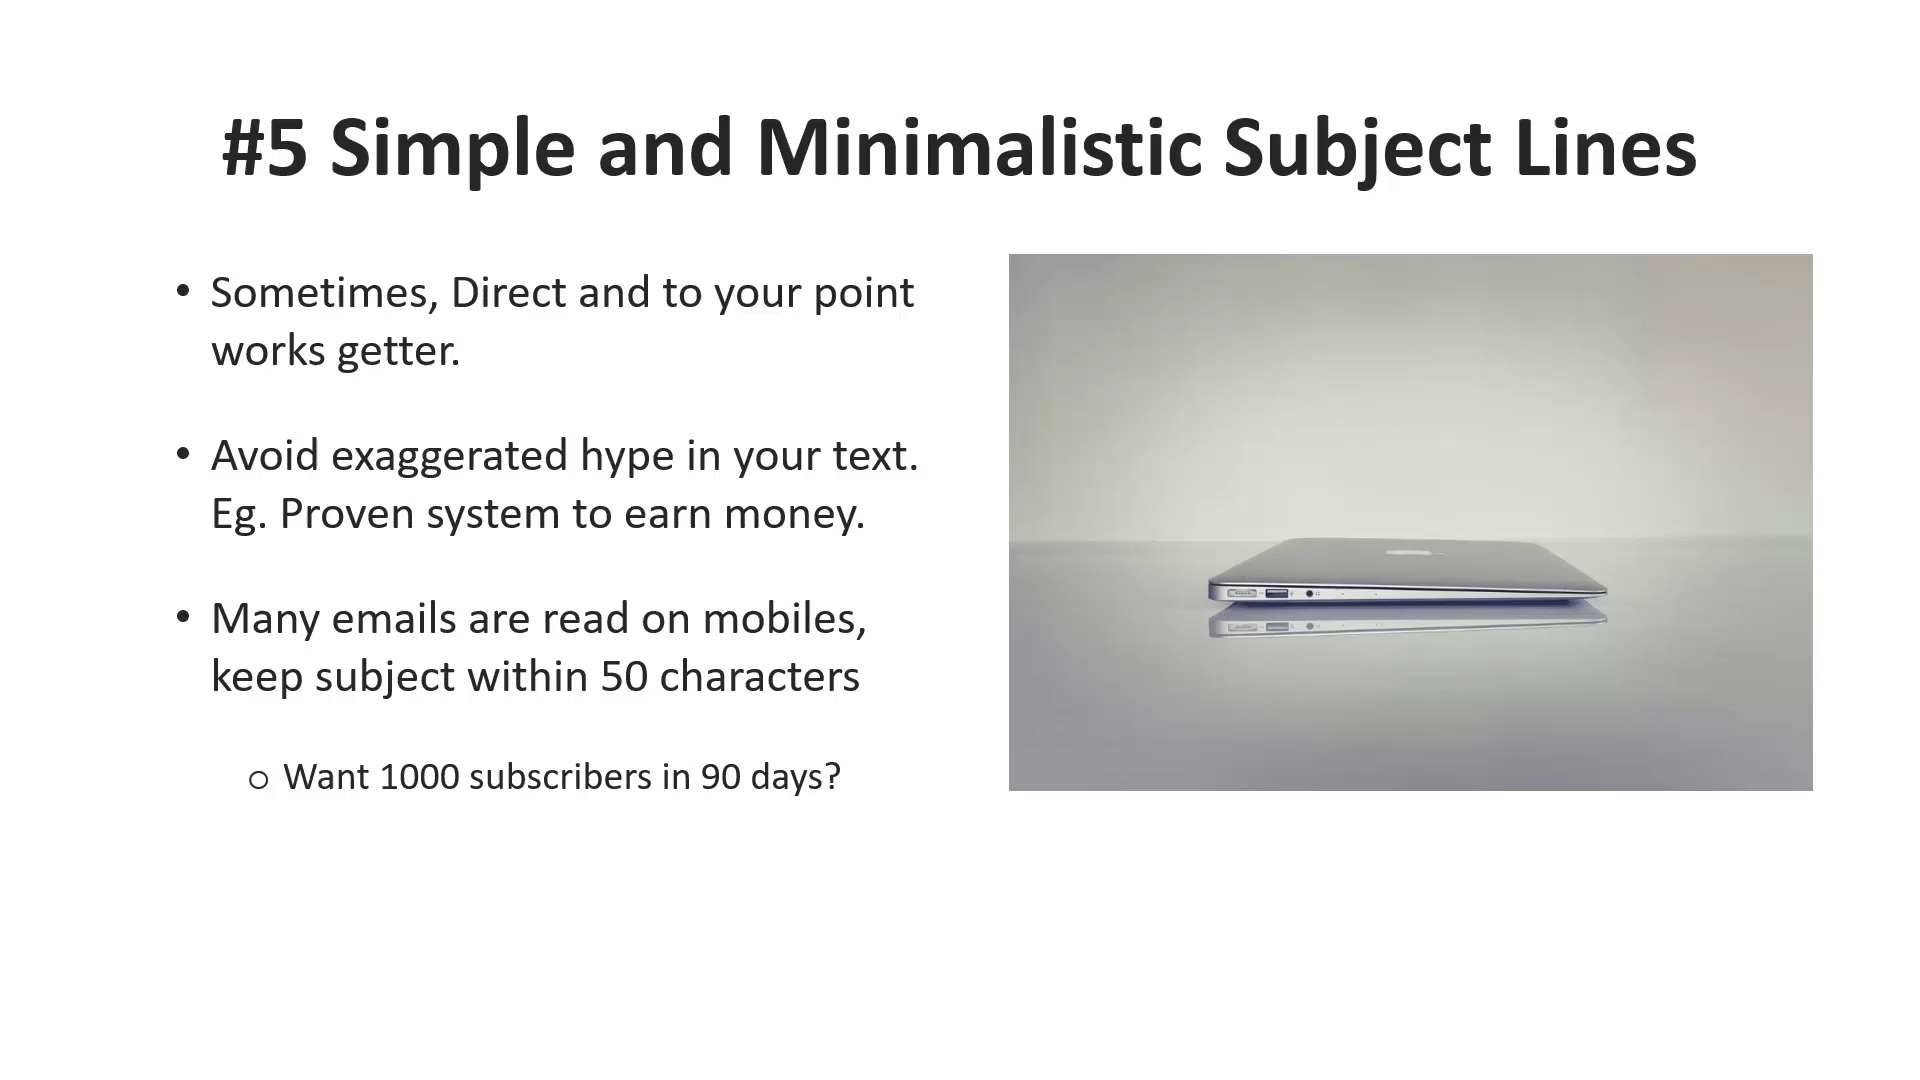 #5 Simple and Minimalistic Subject Lines
• Sometimes, Direct and to your point
works getter.
• Avoid exaggerated hype in your text.
Eg. Proven system to earn money.
• Many emails are read on mobiles,
keep subject within 50 characters
o Want 1000 subscribers in 90 days?